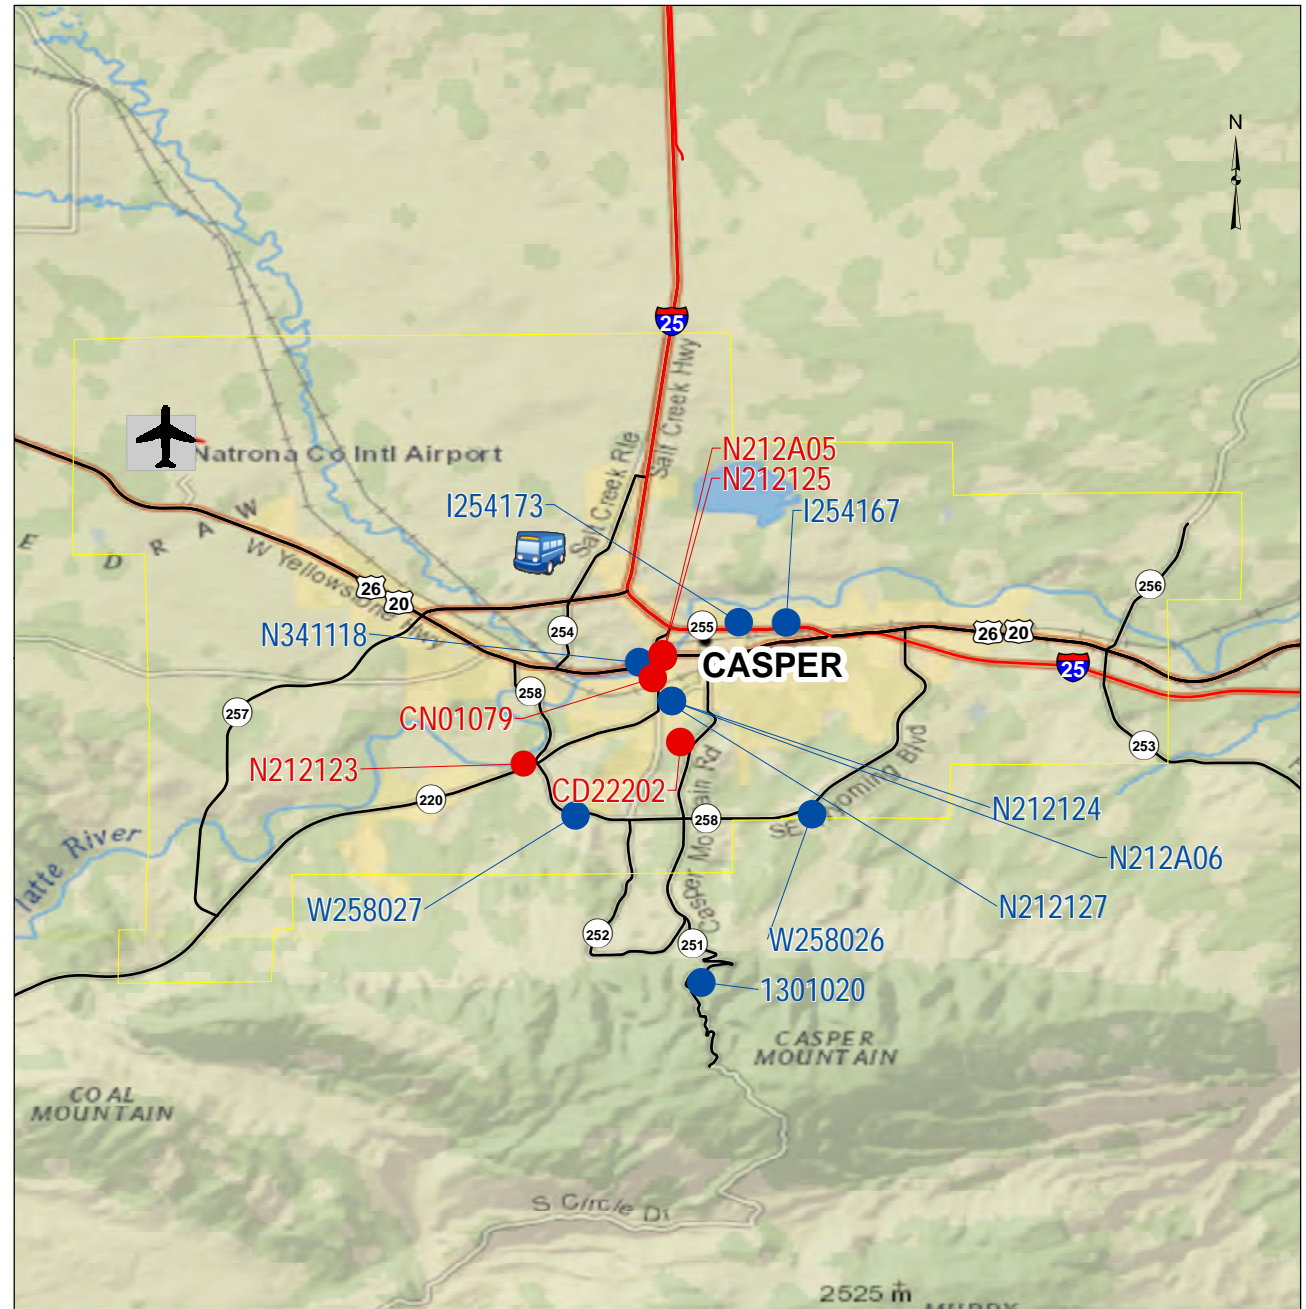 N
25
Salt Creek Hwy
N212A05
Natrona Co Intl Airport
Salt Creek Rte
N212125
I254173
I254167
E D R A W
W Yellowstone Hwy
26
20
256
N341118
254
255
26
20
CASPER
25
258
257
CN01079
253
N212123
220
CD22202
SE Wyoming Blvd
N212124
258
Casper Mountain Rd
latte River
N212A06
W258027
N212127
252
251
W258026
1301020
CASPER
MOUNTAIN
COAL
MOUNTAIN
S Circle Dr
2525 m